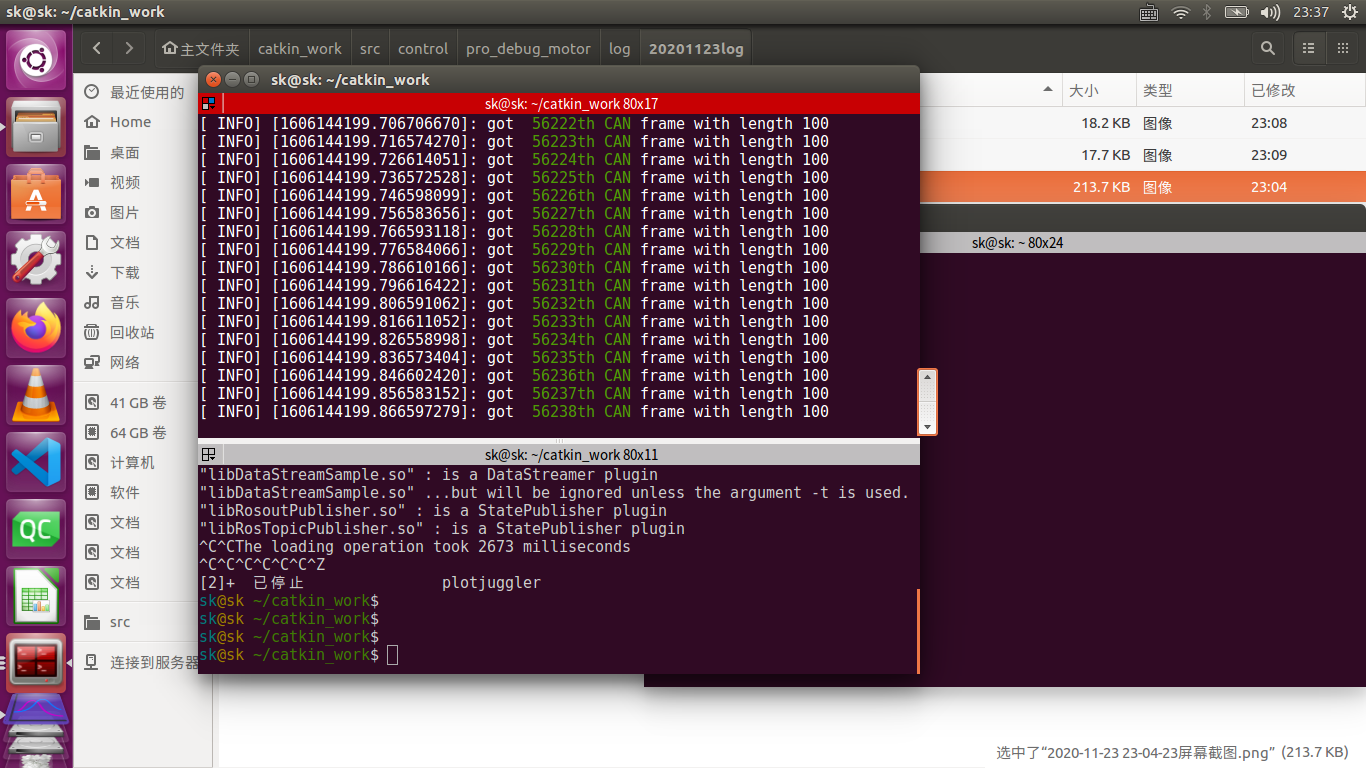 sk@sk: ~/catkin_work
23:37
主文件夹 catkin_work src control pro_debug_motor log 20201123log
最近使用的
Home
桌面
视频
图片
文档
下载
音乐
回收站
网络
41 GB 卷
64 GB 卷
计算机
软件
文档
文档
文档
src
连接到服务器
大小 类型 已修改
18.2 KB 图像 23:08
17.7 KB 图像 23:09
213.7 KB 图像 23:04
sk@sk: ~ 80x24
sk@sk: ~/catkin_work
sk@sk: ~/catkin_work 80x17
[ INFO] [1606144199.706706670]: got  56222th CAN frame with length 100
[ INFO] [1606144199.716574270]: got  56223th CAN frame with length 100
[ INFO] [1606144199.726614051]: got  56224th CAN frame with length 100
[ INFO] [1606144199.736572528]: got  56225th CAN frame with length 100
[ INFO] [1606144199.746598099]: got  56226th CAN frame with length 100
[ INFO] [1606144199.756583656]: got  56227th CAN frame with length 100
[ INFO] [1606144199.766593118]: got  56228th CAN frame with length 100
[ INFO] [1606144199.776584066]: got  56229th CAN frame with length 100
[ INFO] [1606144199.786610166]: got  56230th CAN frame with length 100
[ INFO] [1606144199.796616422]: got  56231th CAN frame with length 100
[ INFO] [1606144199.806591062]: got  56232th CAN frame with length 100
[ INFO] [1606144199.816611052]: got  56233th CAN frame with length 100
[ INFO] [1606144199.826558998]: got  56234th CAN frame with length 100
[ INFO] [1606144199.836573404]: got  56235th CAN frame with length 100
[ INFO] [1606144199.846602420]: got  56236th CAN frame with length 100
[ INFO] [1606144199.856583152]: got  56237th CAN frame with length 100
[ INFO] [1606144199.866597279]: got  56238th CAN frame with length 100
sk@sk: ~/catkin_work 80x11
"libDataStreamSample.so" : is a DataStreamer plugin
"libDataStreamSample.so" ...but will be ignored unless the argument -t is used.
"libRosoutPublisher.so" : is a StatePublisher plugin
"libRosTopicPublisher.so" : is a StatePublisher plugin
^C^CThe loading operation took 2673 milliseconds
^C^C^C^C^C^C^C^Z
[2]+  已停止               plotjuggler
sk@sk ~/catkin_work$
sk@sk ~/catkin_work$
sk@sk ~/catkin_work$
sk@sk ~/catkin_work$
QC
选中了“2020-11-23 23-04-23屏幕截图.png” (213.7 KB)